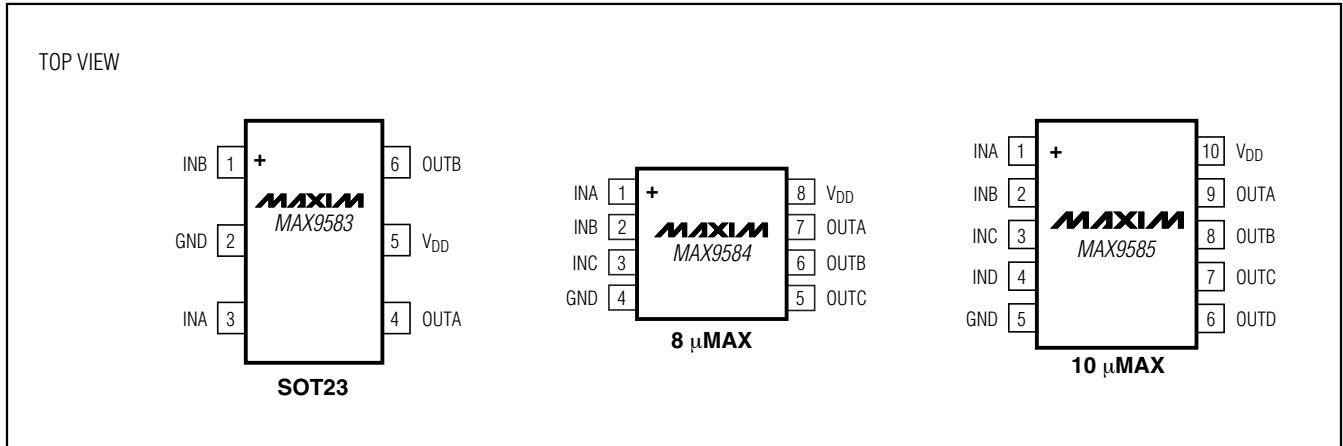 TOP VIEW
INB 1 + 6 OUTB
MAXIM
MAX9583
GND 2 5 VDD
INA 3 4 OUTA
SOT23
INA 1 + 8 VDD
INB 2 7 OUTA
MAXIM
MAX9584
INC 3 6 OUTB
GND 4 5 OUTC
8 µMAX
INA 1 + 10 VDD
INB 2 9 OUTA
MAXIM
INC 3 8 OUTB
MAX9585
IND 4 7 OUTC
GND 5 6 OUTD
10 µMAX